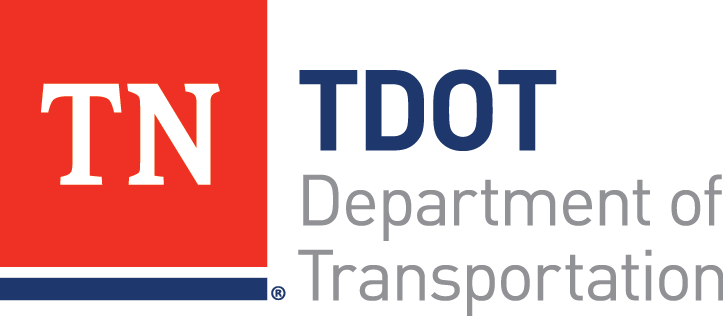 TN
®
TDOT
Department of
Transportation